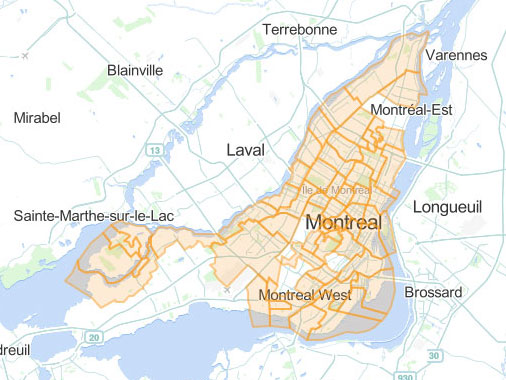 Terrebonne
Varennes
Blainville
Montréal-Est
Mirabel
13
Laval
Île de Montréal
Sainte-Marthe-sur-le-Lac
Montreal
Longueuil
Montreal West
Brossard
20
dreuil
30
930